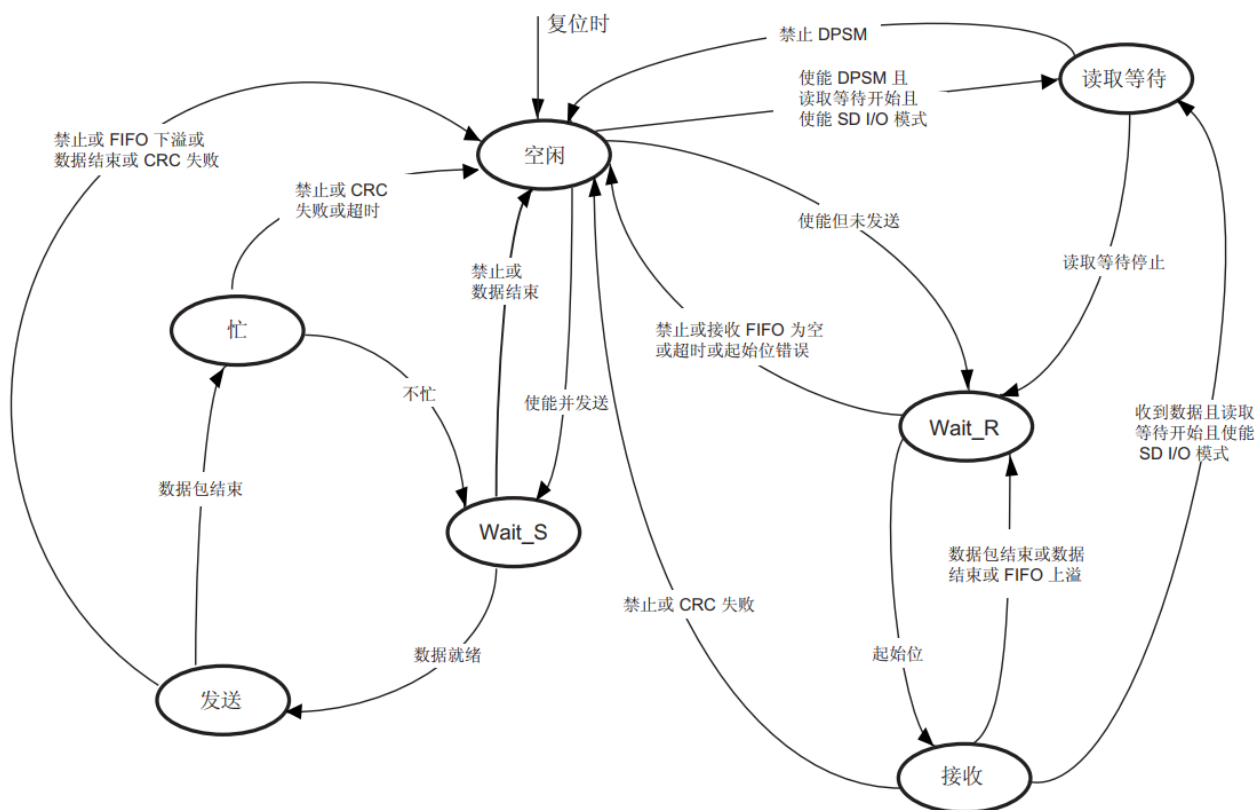 复位时
禁止 DPSM
读取等待
使能 DPSM 且
读取等待开始且
使能 SD I/O 模式
禁止或 FIFO 下溢或
数据结束或 CRC 失败
空闲
禁止或 CRC
失败或超时
使能但未发送
读取等待停止
禁止或
数据结束
忙
禁止或接收 FIFO 为空
或超时或起始位错误
不忙
使能并发送
收到数据且读取
等待开始且使能
SD I/O 模式
Wait_R
数据包结束
Wait_S
数据包结束或数据
结束或 FIFO 上溢
禁止或 CRC 失败
数据就绪
起始位
发送
接收